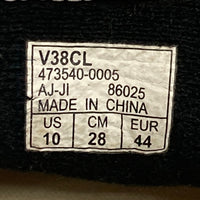 V38CL
473540-0005
AJ-JI 86025
MADE IN CHINA
US CM EUR
10 28 44